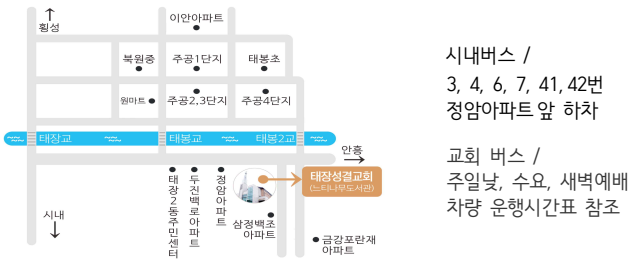 횡성
이안아파트
북원중
주공1단지
태봉초
원마트
주공2,3단지
주공4단지
태장교
태봉교
태봉2교
안흥
태장2동주민센터
두진백로아파트
정암아파트
태장성결교회
(느티나무도서관)
시내
삼정백조
아파트
금강포란재
아파트
시내버스 /
3, 4, 6, 7, 41, 42번
정암아파트 앞 하차
교회 버스 /
주일낮, 수요, 새벽예배
차량 운행시간표 참조